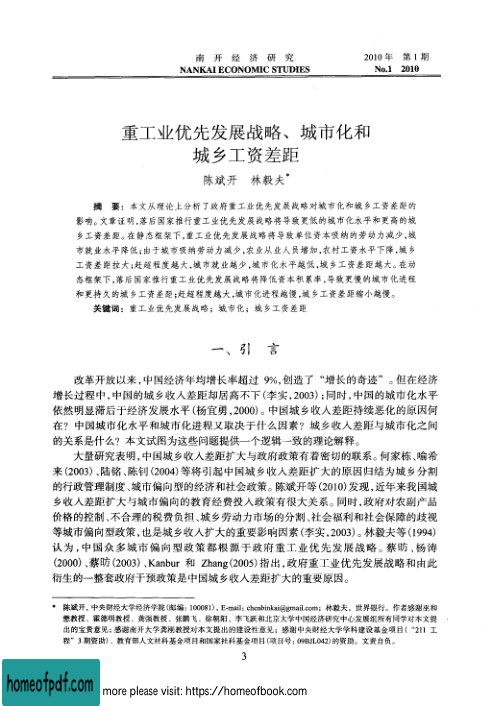 南 开 经 济 研 究
2010年 第1期
NANKAI ECONOMIC STUDIES
No.1 2010
重工业优先发展战略、城市化和
城乡工资差距
陈斌开 林毅夫*
摘 要：本文从理论上分析了政府重工业优先发展战略对城市化和城乡工资差距的
影响。文章证明,落后国家推行重工业优先发展战略将导致更低的城市化水平和更高的城
乡工资差距。在静态框架下,重工业优先发展战略将导致单位资本吸纳的劳动力减少,城
市就业水平降低;由于城市吸纳劳动力减少,农业从业人员增加,农村工资水平下降,城乡
工资差距拉大;赶超程度越大,城市就业越少,城市化水平越低,城乡工资差距越大。在动
态框架下,落后国家推行重工业优先发展战略将降低资本积累率,导致更慢的城市化进程
和更持久的城乡工资差距;赶超程度越大,城市化进程越慢,城乡工资差距缩小越慢。
关键词：重工业优先发展战略；城市化；城乡工资差距
一、引 言
改革开放以来,中国经济年均增长率超过 9%,创造了“增长的奇迹”。但在经济
增长过程中,中国的城乡收入差距却居高不下(李实,2003);同时,中国的城市化水平
依然明显滞后于经济发展水平(杨宜勇,2000)。中国城乡收入差距持续恶化的原因何
在？中国城市化水平和城市化进程又取决于什么因素？城乡收入差距与城市化之间
的关系是什么？本文试图为这些问题提供一个逻辑一致的理论解释。
大量研究表明,中国城乡收入差距扩大与政府政策有着密切的联系。何家栋、喻希
来(2003)、陆铭、陈钊(2004)等将引起中国城乡收入差距扩大的原因归结为城乡分割
的行政管理制度、城市偏向型的经济和社会政策。陈斌开等(2010)发现,近年来我国城
乡收入差距扩大与城市偏向的教育经费投入政策有很大关系。同时,政府对农副产品
价格的控制、不合理的税费负担、城乡劳动力市场的分割、社会福利和社会保障的歧视
等城市偏向型政策,也是城乡收入扩大的重要影响因素(李实,2003)。林毅夫等(1994)
认为,中国众多城市偏向型政策都根源于政府重工业优先发展战略。蔡昉、杨涛
(2000)、蔡昉(2003)、Kanbur 和 Zhang(2005)指出,政府重工业优先发展战略和由此
衍生的一整套政府干预政策是中国城乡收入差距扩大的重要原因。
* 陈斌开,中央财经大学经济学院(邮编：100081), E-mail: chenbinkai@gmail.com；林毅夫，世界银行。作者感谢巫和
懋教授、霍德明教授、龚强教授、张鹏飞、徐朝阳、李飞跃和北京大学中国经济研究中心发展组所有同学对本文提
出的宝贵意见；感谢南开大学龚刚教授对本文提出的建设性意见；感谢中央财经大学学科建设基金项目(“211 工
程”3期资助)、教育部人文社科基金项目和国家社科基金项目(项目号：09BJL042)的资助。文责自负。
3
homeofpdf.com
more please visit: https://homeofbook.com